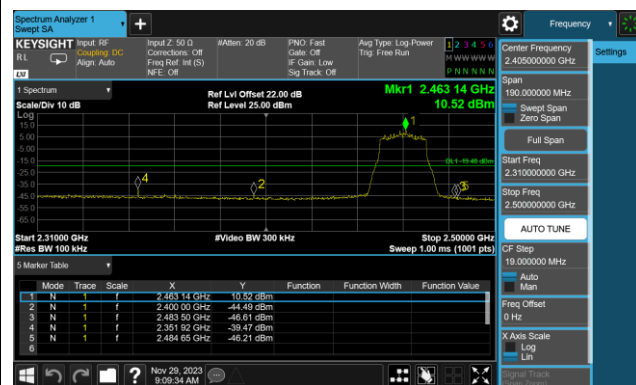 Spectrum Analyzer 1
Swept SA
Frequency
KEYSIGHT
Input: RF
Coupling: DC
Align: Auto
Input Z: 50 Ω
Corrections: Off
Freq Ref: Int (S)
NFE: Off
#Atten: 20 dB
PNO: Fast
Gate: Off
IF Gain: Low
Sig Track: Off
Avg Type: Log-Power
Trig: Free Run
1 2 3 4 5 6
M W W W W W
P N N N N N
R L
LXI
Center Frequency
2.405000000 GHz
Settings
Span
190.000000 MHz
Swept Span
Zero Span
Full Span
Start Freq
2.310000000 GHz
Stop Freq
2.500000000 GHz
AUTO TUNE
CF Step
19.000000 MHz
Auto
Man
Freq Offset
0 Hz
X Axis Scale
Log
Lin
Signal Track
1 Spectrum
Scale/Div 10 dB
Ref Lvl Offset 22.00 dB
Ref Level 25.00 dBm
Mkr1 2.463 14 GHz
10.52 dBm
Log
15.0
5.00
-5.00
-15.0
-25.0
-35.0
-45.0
-55.0
-65.0
1
DL1 -19.48 dBm
4
2
Start 2.31000 GHz
#Res BW 100 kHz
#Video BW 300 kHz
Stop 2.50000 GHz
Sweep 1.00 ms (1001 pts)
5 Marker Table
Mode Trace Scale X Y Function Function Width Function Value
1 N 1 f 2.463 14 GHz 10.52 dBm
2 N 1 f 2.400 00 GHz -44.49 dBm
3 N 1 f 2.483 50 GHz -46.61 dBm
4 N 1 f 2.351 92 GHz -39.47 dBm
5 N 1 f 2.484 65 GHz -46.21 dBm
6
Nov 29, 2023
9:09:34 AM